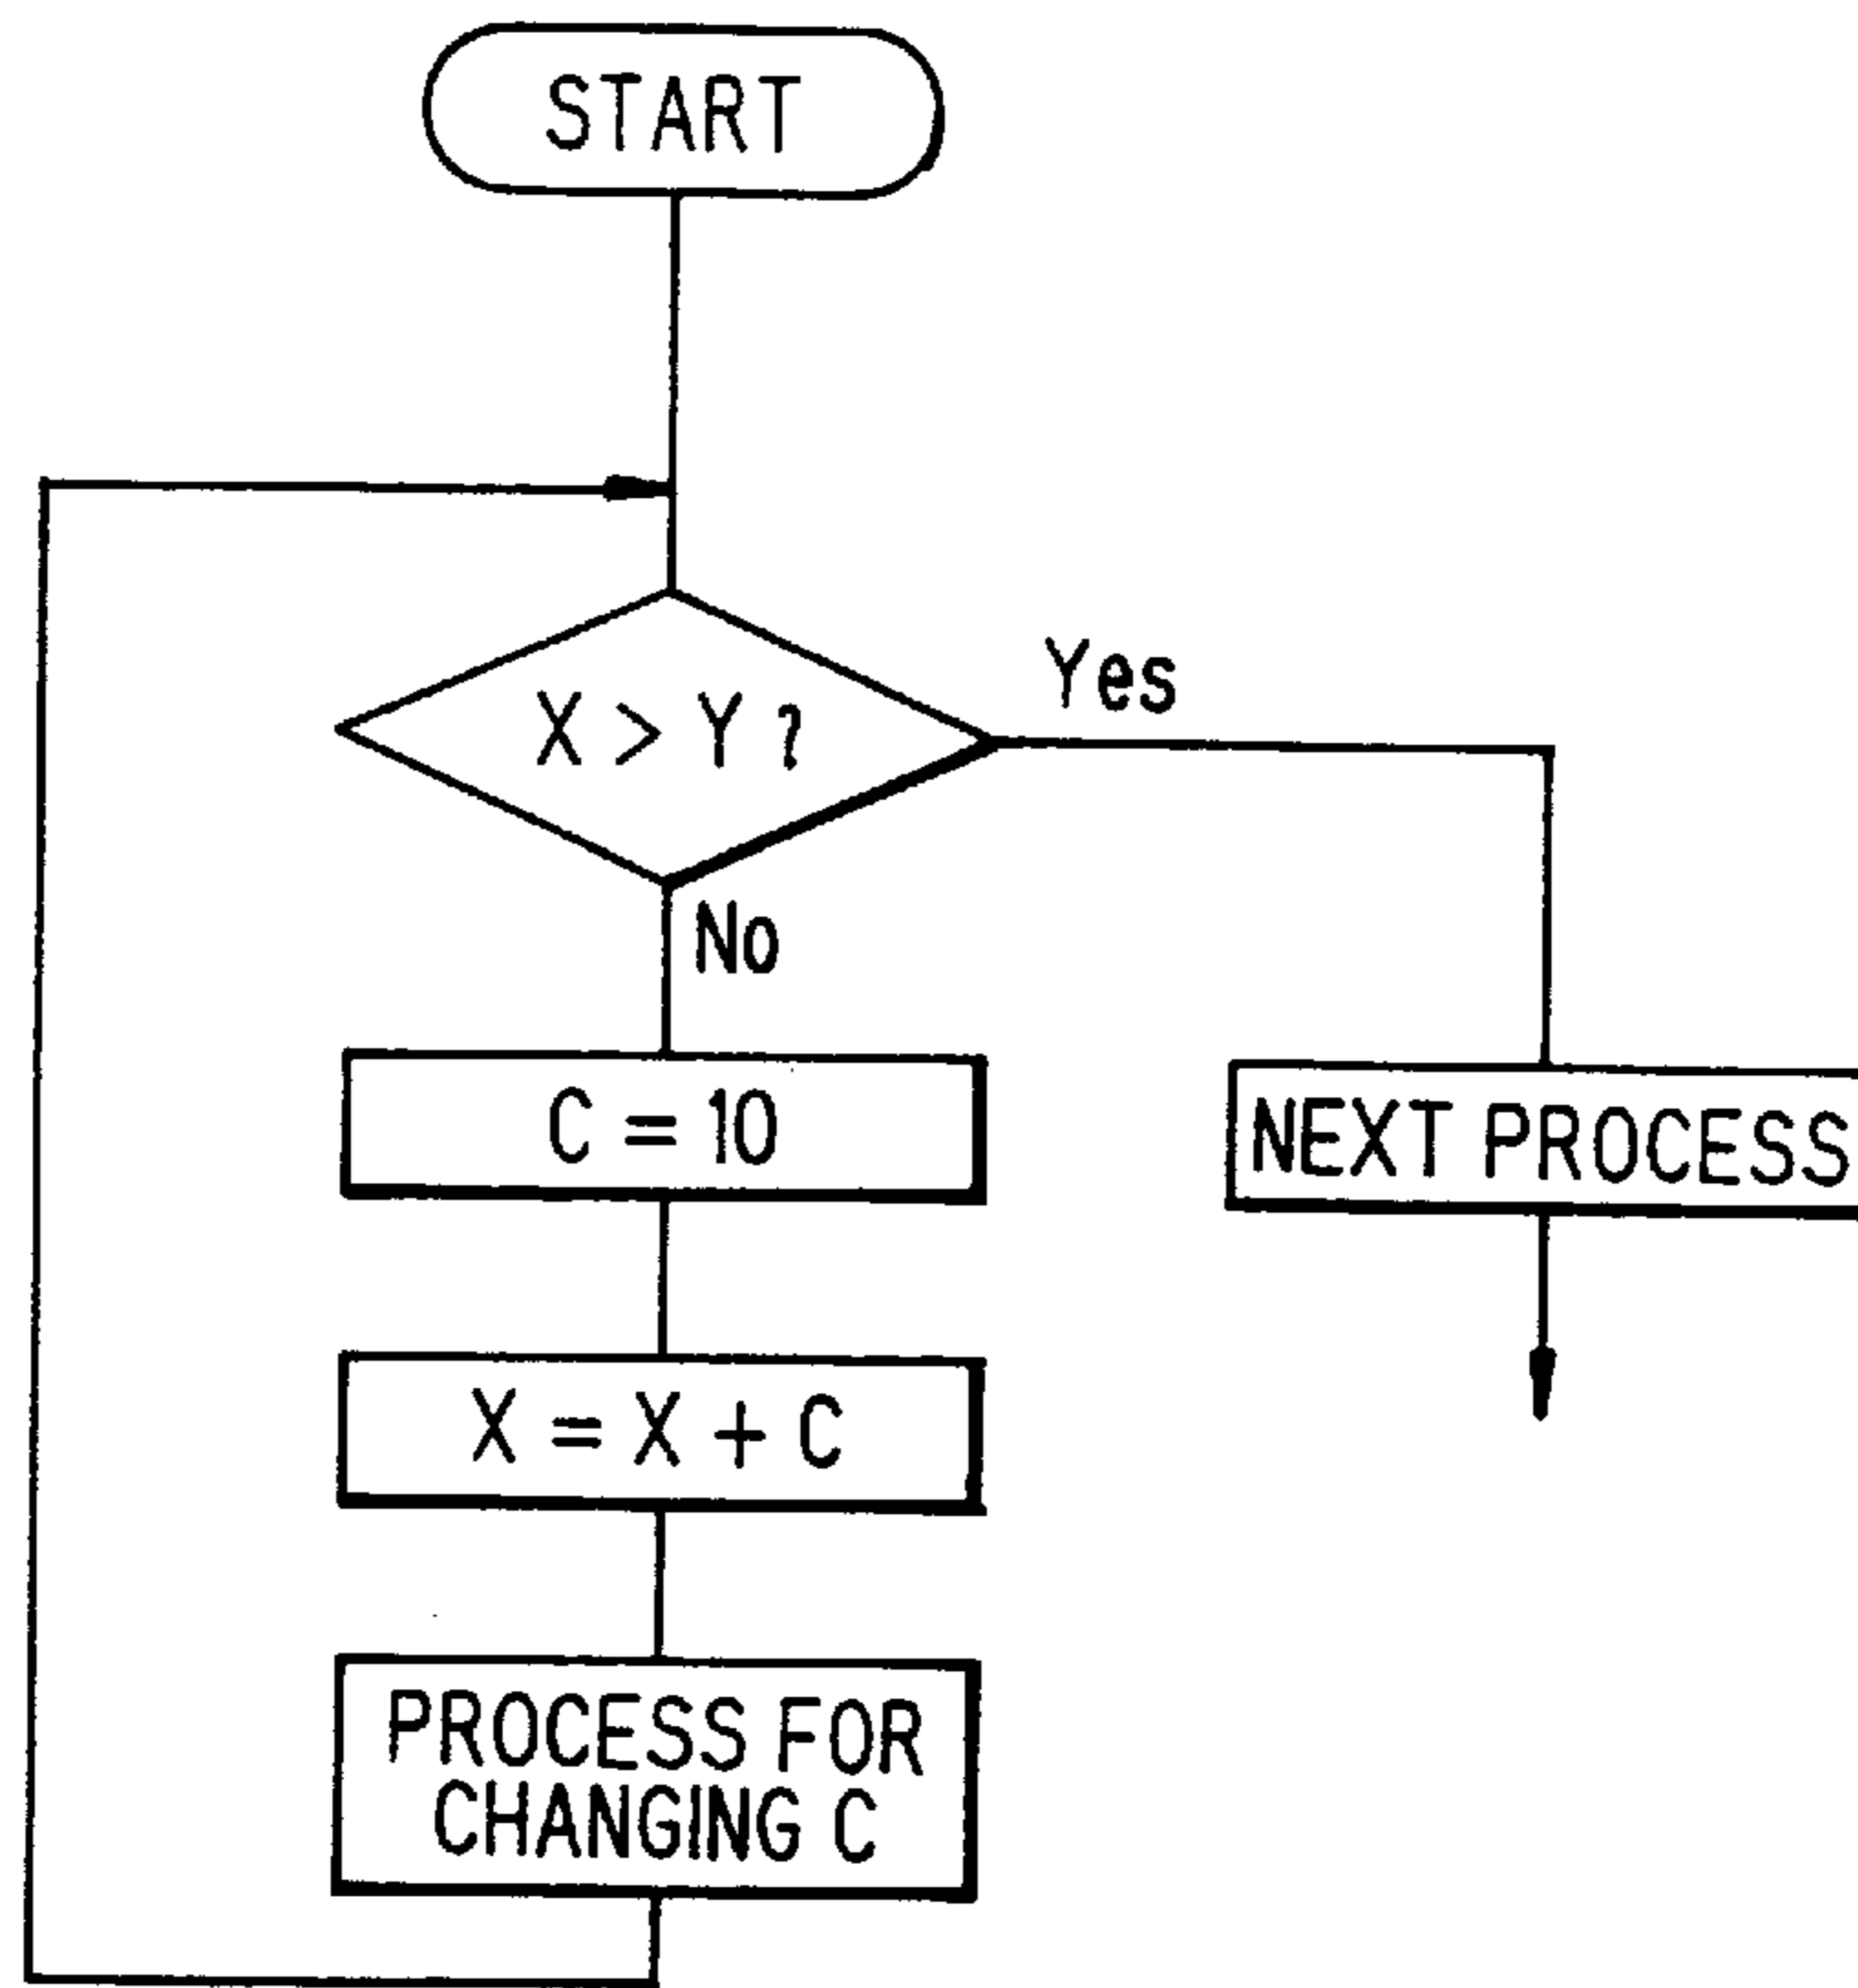 START
X > Y ?
Yes
No
C = 10
NEXT PROCESS
X = X + C
PROCESS FOR
CHANGING C